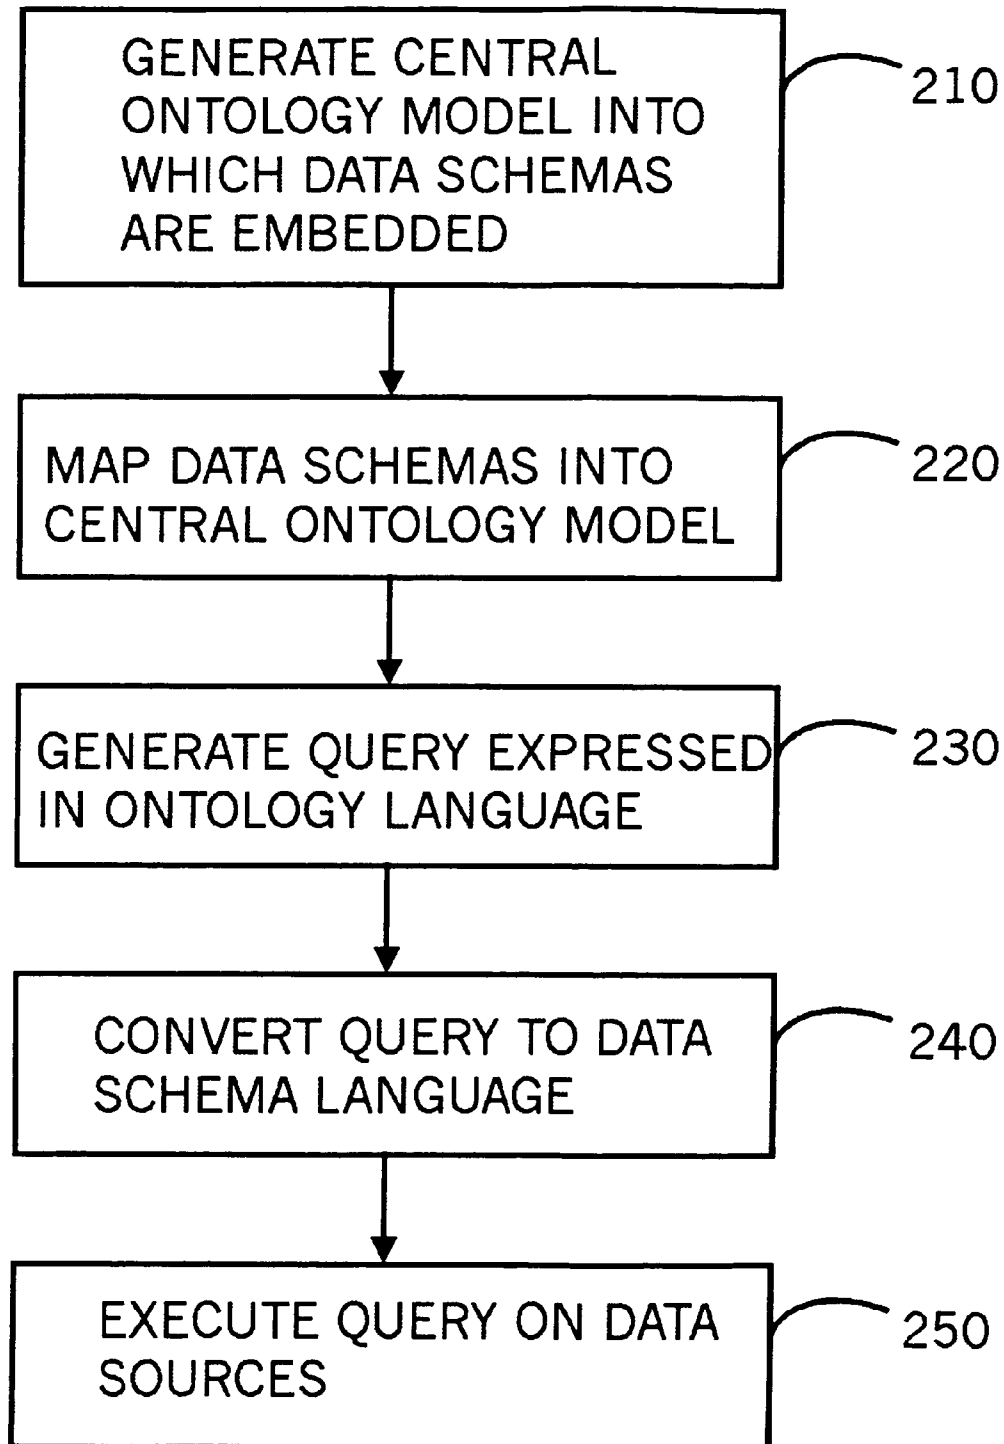 GENERATE CENTRAL
ONTOLOGY MODEL INTO
WHICH DATA SCHEMAS
ARE EMBEDDED
210
MAP DATA SCHEMAS INTO
CENTRAL ONTOLOGY MODEL
220
GENERATE QUERY EXPRESSED
IN ONTOLOGY LANGUAGE
230
CONVERT QUERY TO DATA
SCHEMA LANGUAGE
240
EXECUTE QUERY ON DATA
SOURCES
250